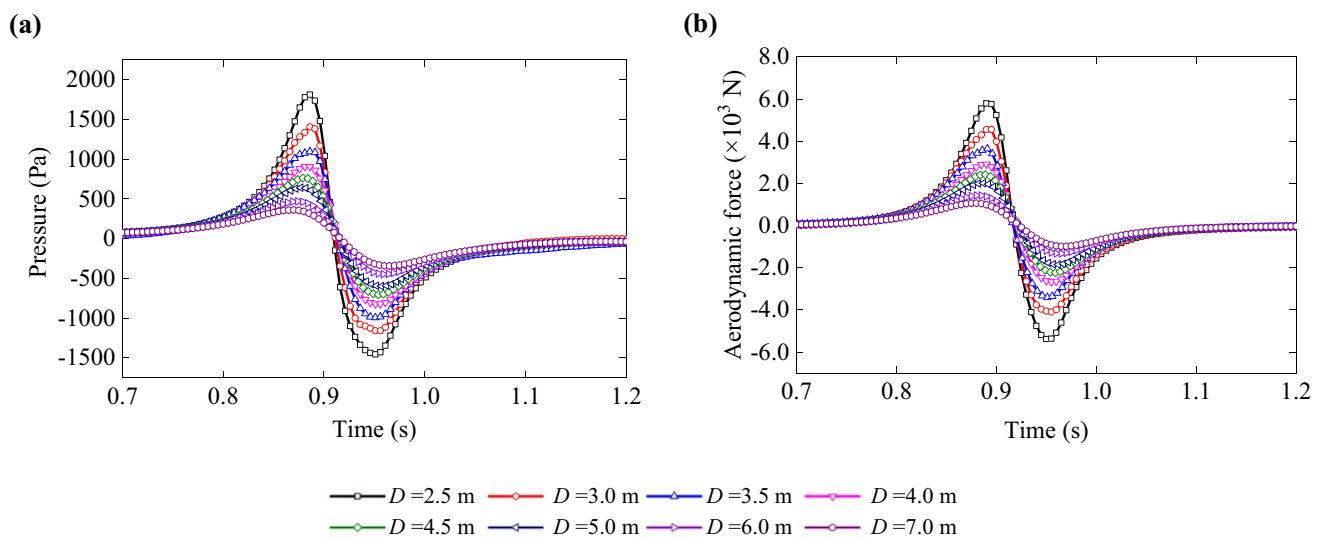 (a)
2000
1500
1000
500
0
-500
-1000
-1500
Pressure (Pa)
0.7 0.8 0.9 1.0 1.1 1.2
Time (s)
(b)
8.0
6.0
4.0
2.0
0.0
-2.0
-4.0
-6.0
Aerodynamic force (×10³ N)
0.7 0.8 0.9 1.0 1.1 1.2
Time (s)
D =2.5 m D =3.0 m D =3.5 m D =4.0 m
D =4.5 m D =5.0 m D =6.0 m D =7.0 m